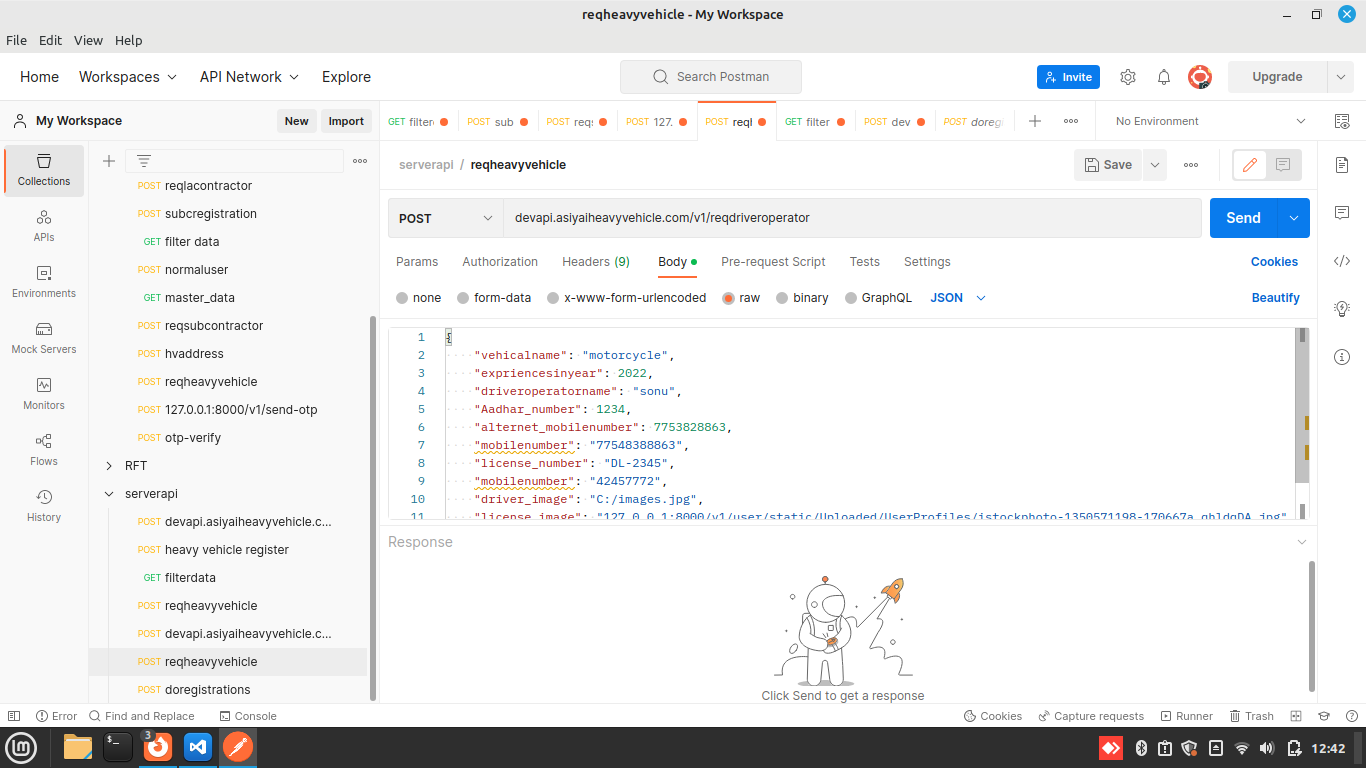 reqheavyvehicle - My Workspace
File Edit View Help
Home Workspaces API Network Explore
Search Postman
Invite
Upgrade
My Workspace
New Import
GET filter
POST sub
POST req
POST 127.
POST reql
GET filter
POST dev
POST doreg
No Environment
Collections
APIs
Environments
Mock Servers
Monitors
Flows
History
POST reqlacontractor
POST subcregistration
GET filter data
POST normaluser
GET master_data
POST reqsubcontractor
POST hvaddress
POST reqheavyvehicle
POST 127.0.0.1:8000/v1/send-otp
POST otp-verify
RFT
serverapi
POST devapi.asiyaiheavyvehicle.c...
POST heavy vehicle register
GET filterdata
POST reqheavyvehicle
POST devapi.asiyaiheavyvehicle.c...
POST reqheavyvehicle
POST doregistrations
serverapi / reqheavyvehicle
Save
POST
devapi.asiyaiheavyvehicle.com/v1/reqdriveroperator
Send
Params Authorization Headers (9) Body Pre-request Script Tests Settings
Cookies
none form-data x-www-form-urlencoded raw binary GraphQL JSON
Beautify
1 {
2 "vehicalname": "motorcycle",
3 "expriencesinyear": 2022,
4 "driveroperatorname": "sonu",
5 "Aadhar_number": 1234,
6 "alternet_mobilenumber": 7753828863,
7 "mobilenumber": "77548388863",
8 "license_number": "DL-2345",
9 "mobilenumber": "42457772",
10 "driver_image": "C:/images.jpg",
11 "license_image": "127.0.0.1:8000/v1/user/static/Uploaded/UserProfiles/istockphoto-1350571198-170667a_qhldqDA.jpg"
Response
Click Send to get a response
Error Find and Replace Console
Cookies Capture requests Runner Trash
3
12:42